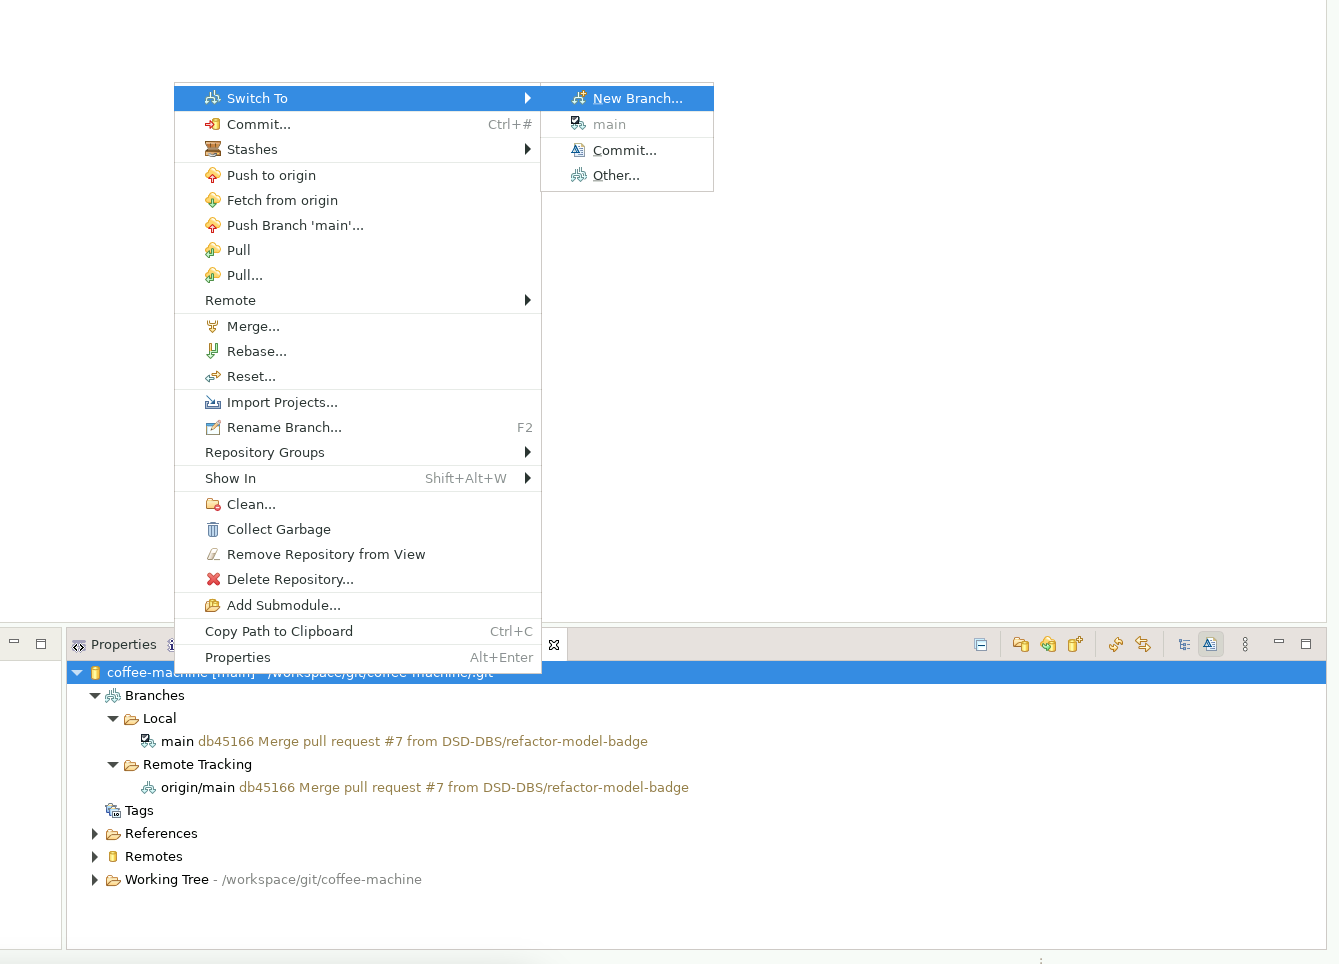 Switch To
New Branch...
Commit... Ctrl+#
main
Stashes
Commit...
Push to origin
Other...
Fetch from origin
Push Branch 'main'...
Pull
Pull...
Remote
Merge...
Rebase...
Reset...
Import Projects...
Rename Branch... F2
Repository Groups
Show In Shift+Alt+W
Clean...
Collect Garbage
Remove Repository from View
Delete Repository...
Add Submodule...
Copy Path to Clipboard Ctrl+C
Properties
Properties Alt+Enter
coffee-machine [main] - /workspace/git/coffee-machine/.git
Branches
Local
main db45166 Merge pull request #7 from DSD-DBS/refactor-model-badge
Remote Tracking
origin/main db45166 Merge pull request #7 from DSD-DBS/refactor-model-badge
Tags
References
Remotes
Working Tree - /workspace/git/coffee-machine